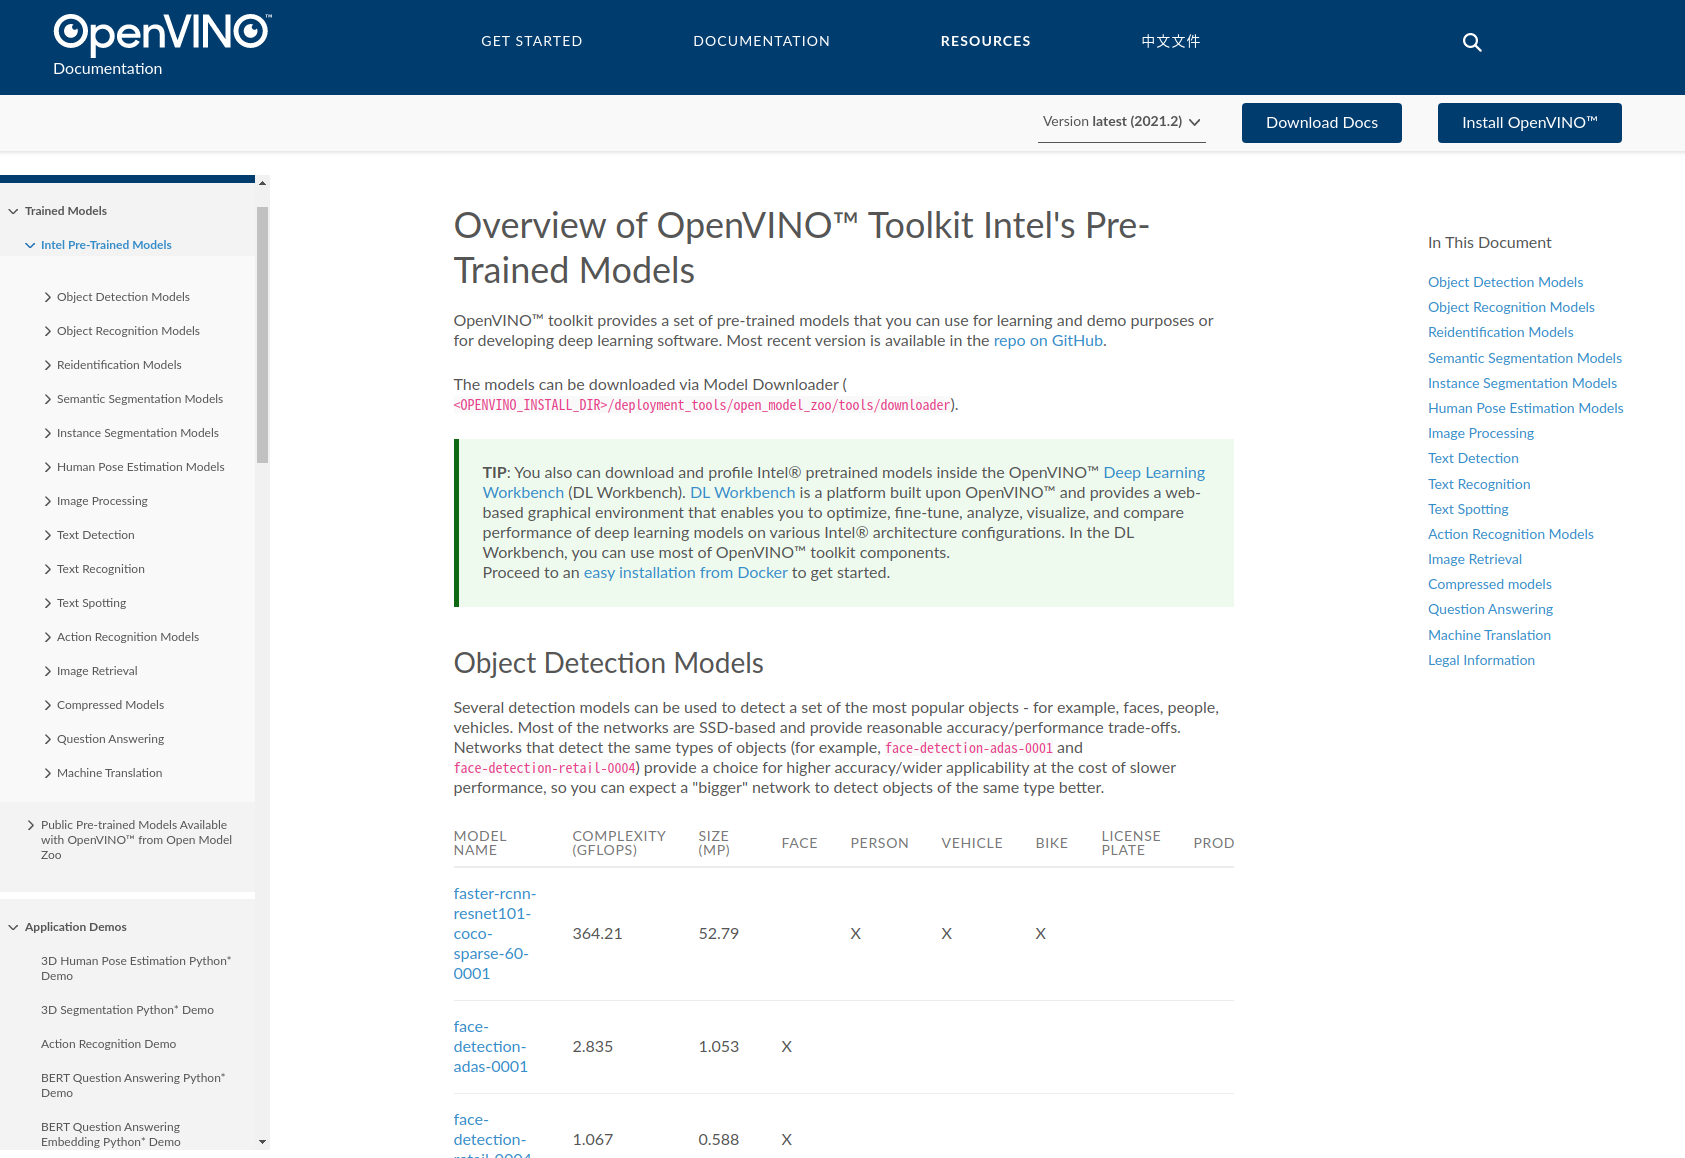 OpenVINO™
Documentation
GET STARTED
DOCUMENTATION
RESOURCES
中文文件
Version latest (2021.2)
Download Docs
Install OpenVINO™
Trained Models
Intel Pre-Trained Models
Object Detection Models
Object Recognition Models
Reidentification Models
Semantic Segmentation Models
Instance Segmentation Models
Human Pose Estimation Models
Image Processing
Text Detection
Text Recognition
Text Spotting
Action Recognition Models
Image Retrieval
Compressed Models
Question Answering
Machine Translation
Public Pre-trained Models Available
with OpenVINO™ from Open Model
Zoo
Application Demos
3D Human Pose Estimation Python*
Demo
3D Segmentation Python* Demo
Action Recognition Demo
BERT Question Answering Python*
Demo
BERT Question Answering
Embedding Python* Demo
Overview of OpenVINO™ Toolkit Intel's Pre-
Trained Models
OpenVINO™ toolkit provides a set of pre-trained models that you can use for learning and demo purposes or
for developing deep learning software. Most recent version is available in the repo on GitHub.
The models can be downloaded via Model Downloader (
<OPENVINO_INSTALL_DIR>/deployment_tools/open_model_zoo/tools/downloader).
TIP: You also can download and profile Intel® pretrained models inside the OpenVINO™ Deep Learning
Workbench (DL Workbench). DL Workbench is a platform built upon OpenVINO™ and provides a web-
based graphical environment that enables you to optimize, fine-tune, analyze, visualize, and compare
performance of deep learning models on various Intel® architecture configurations. In the DL
Workbench, you can use most of OpenVINO™ toolkit components.
Proceed to an easy installation from Docker to get started.
Object Detection Models
Several detection models can be used to detect a set of the most popular objects - for example, faces, people,
vehicles. Most of the networks are SSD-based and provide reasonable accuracy/performance trade-offs.
Networks that detect the same types of objects (for example, face-detection-adas-0001 and
face-detection-retail-0004) provide a choice for higher accuracy/wider applicability at the cost of slower
performance, so you can expect a "bigger" network to detect objects of the same type better.
MODEL NAME COMPLEXITY (GFLOPS) SIZE (MP) FACE PERSON VEHICLE BIKE LICENSE PLATE PROD
faster-rcnn-
resnet101-
coco-
sparse-60-
0001
364.21 52.79 X X X
face-
detection-
adas-0001
2.835 1.053 X
face-
detection-
retail-0004
1.067 0.588 X
In This Document
Object Detection Models
Object Recognition Models
Reidentification Models
Semantic Segmentation Models
Instance Segmentation Models
Human Pose Estimation Models
Image Processing
Text Detection
Text Recognition
Text Spotting
Action Recognition Models
Image Retrieval
Compressed models
Question Answering
Machine Translation
Legal Information